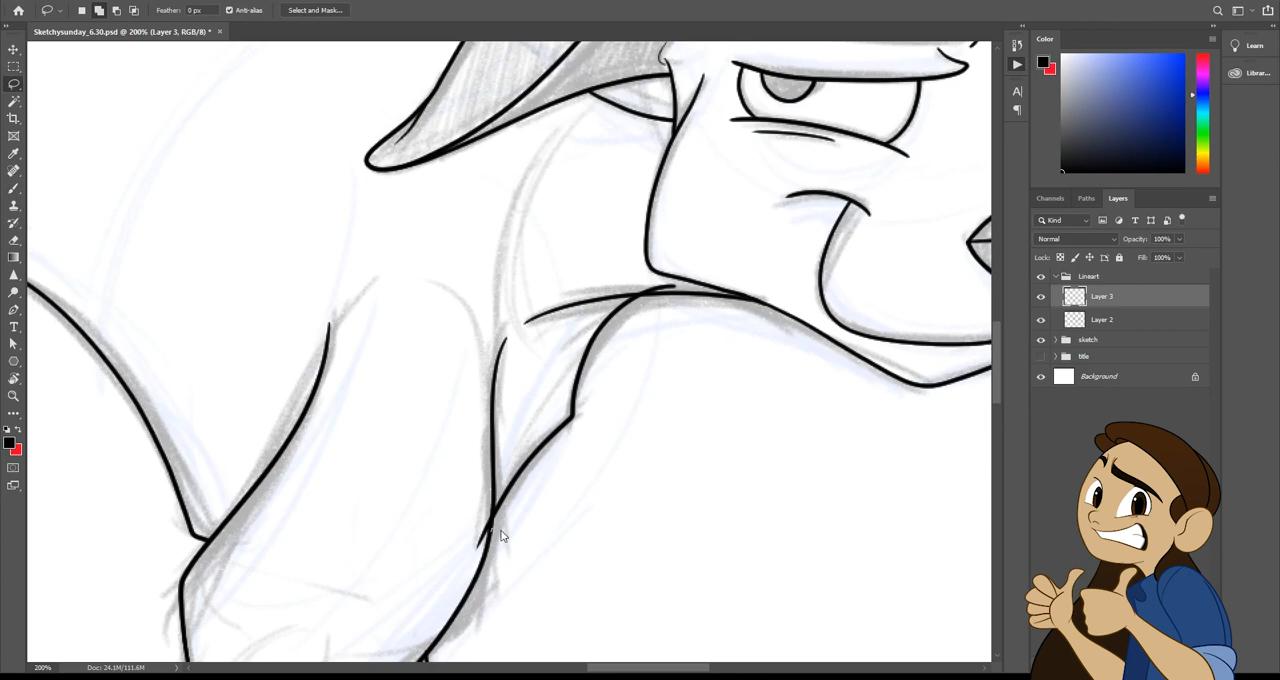 Feather: 0 px Anti-alias Select and Mask...
Sketchysunday_6.30.psd @ 200% (Layer 3, RGB/8) *
Color
Learn
Librar...
Channels Paths Layers
Kind
Normal Opacity: 100%
Lock: Fill: 100%
Lineart
Layer 3
Layer 2
sketch
title
Background
200% Doc: 24.1M/111.6M